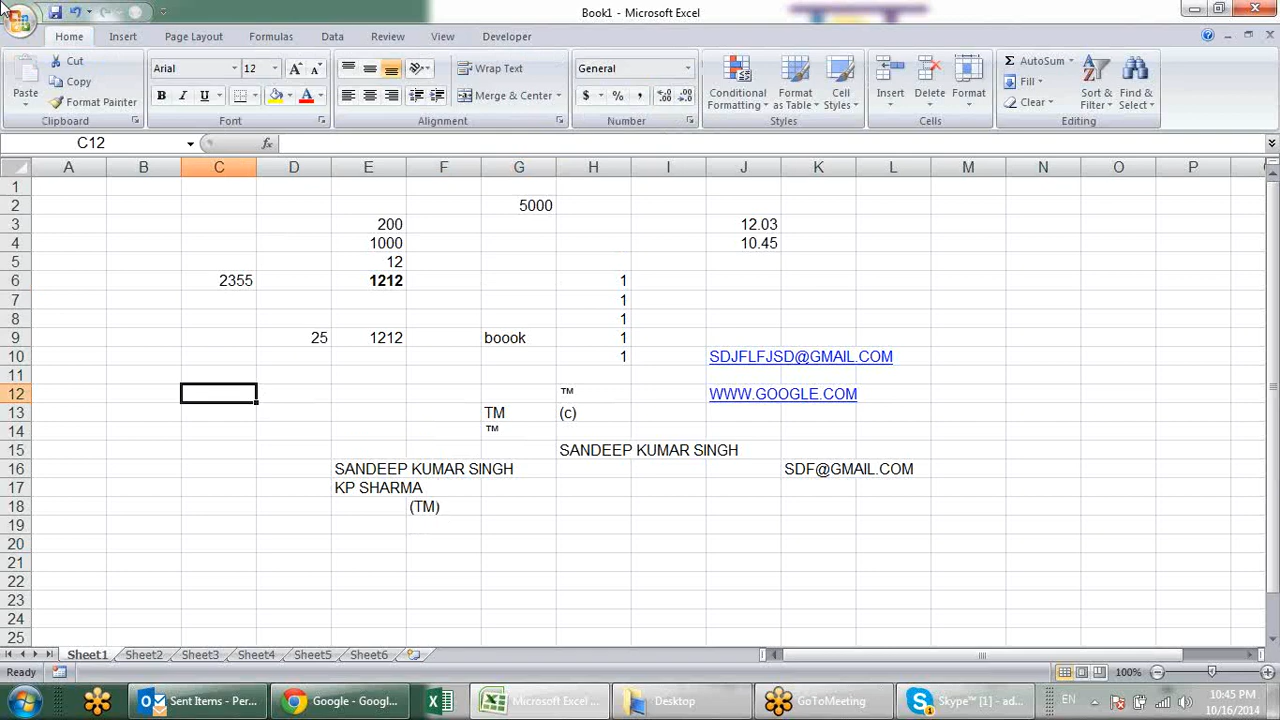 Book1 - Microsoft Excel
Home Insert Page Layout Formulas Data Review View Developer
Paste Cut Copy Format Painter Clipboard
Arial 12 B I U A Font
Wrap Text Merge & Center Alignment
General $ % , Number
Conditional Formatting Format as Table Cell Styles Styles
Insert Delete Format Cells
AutoSum Fill Clear Sort & Filter Find & Select Editing
C12 fx
A B C D E F G H I J K L M N O P
1
2 5000
3 200 12.03
4 1000 10.45
5 12
6 2355 1212 1
7 1
8 1
9 25 1212 boook 1
10 1 SDJFLFJSD@GMAIL.COM
11
12 ™ WWW.GOOGLE.COM
13 TM (c)
14 ™
15 SANDEEP KUMAR SINGH
16 SANDEEP KUMAR SINGH SDF@GMAIL.COM
17 KP SHARMA
18 (TM)
19
20
21
22
23
24
25
Sheet1 Sheet2 Sheet3 Sheet4 Sheet5 Sheet6
Ready 100%
Sent Items - Per... Google - Googl... Microsoft Excel ... Desktop GoToMeeting Skype™ [1] - ad... EN 10:45 PM
10/16/2014